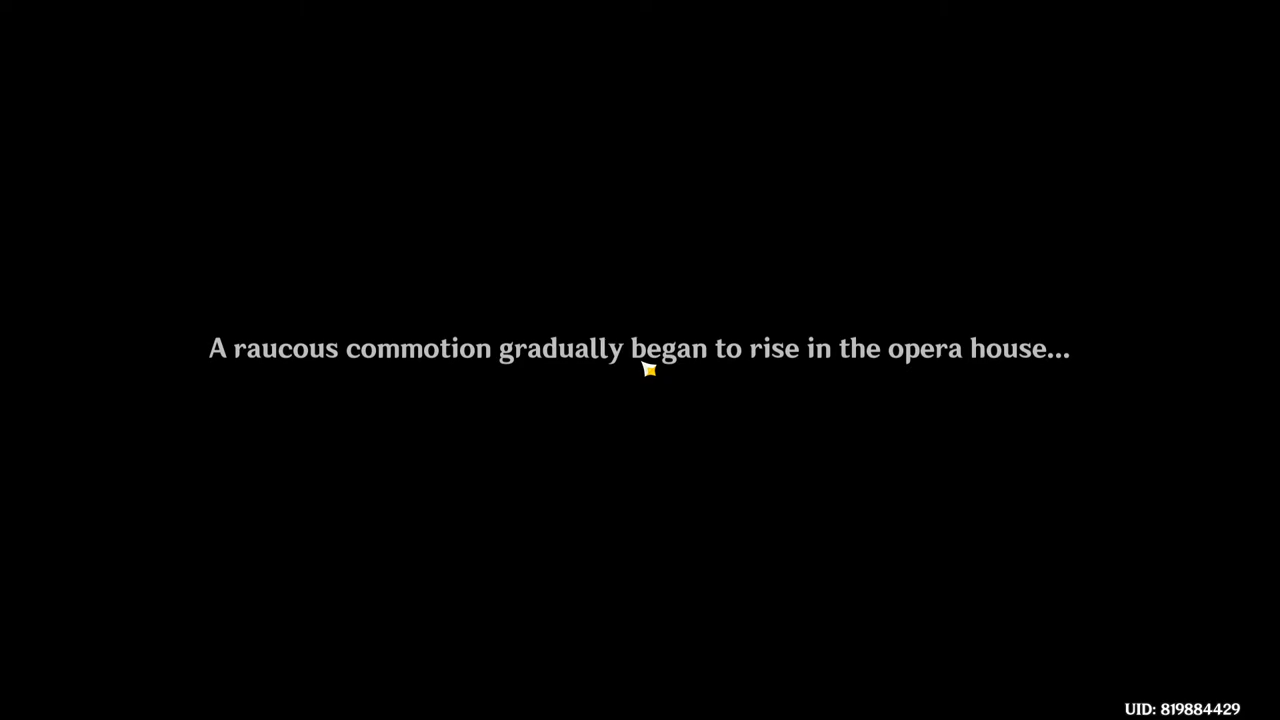 A raucous commotion gradually began to rise in the opera house...
UID: 819884429